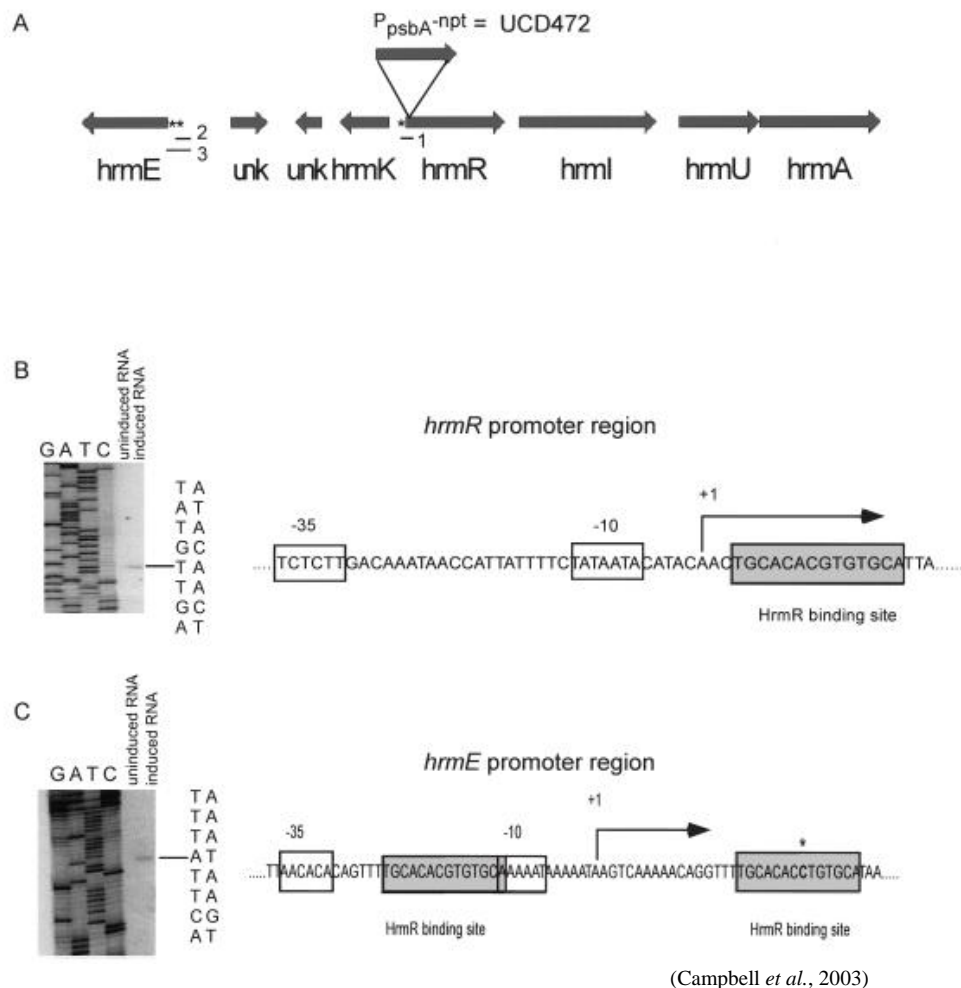 A
PpsbA-npt = UCD472
** * 1
2
3
hrmE unk unk hrmK hrmR hrmI hrmU hrmA
B
uninduced RNA
induced RNA
hrmR promoter region
G A T C
T A
A T
T A
G C
T A
T A
G C
A T
-35 -10 +1
.....TCTCTTGACAAATAACCATTATTTTCTATAATACATACAACTGCACACGTGTGCATTA......
HrmR binding site
C
uninduced RNA
induced RNA
hrmE promoter region
G A T C
T A
T A
T A
A T
T A
T A
C G
A T
-35 -10 +1 *
.....TTAACACACAGTTTTGCACACGTGTGCAAAAATAAAAATAAGTCAAAAACAGGTTTTGCACACCTGTGCATAA.....
HrmR binding site HrmR binding site
(Campbell et al., 2003)